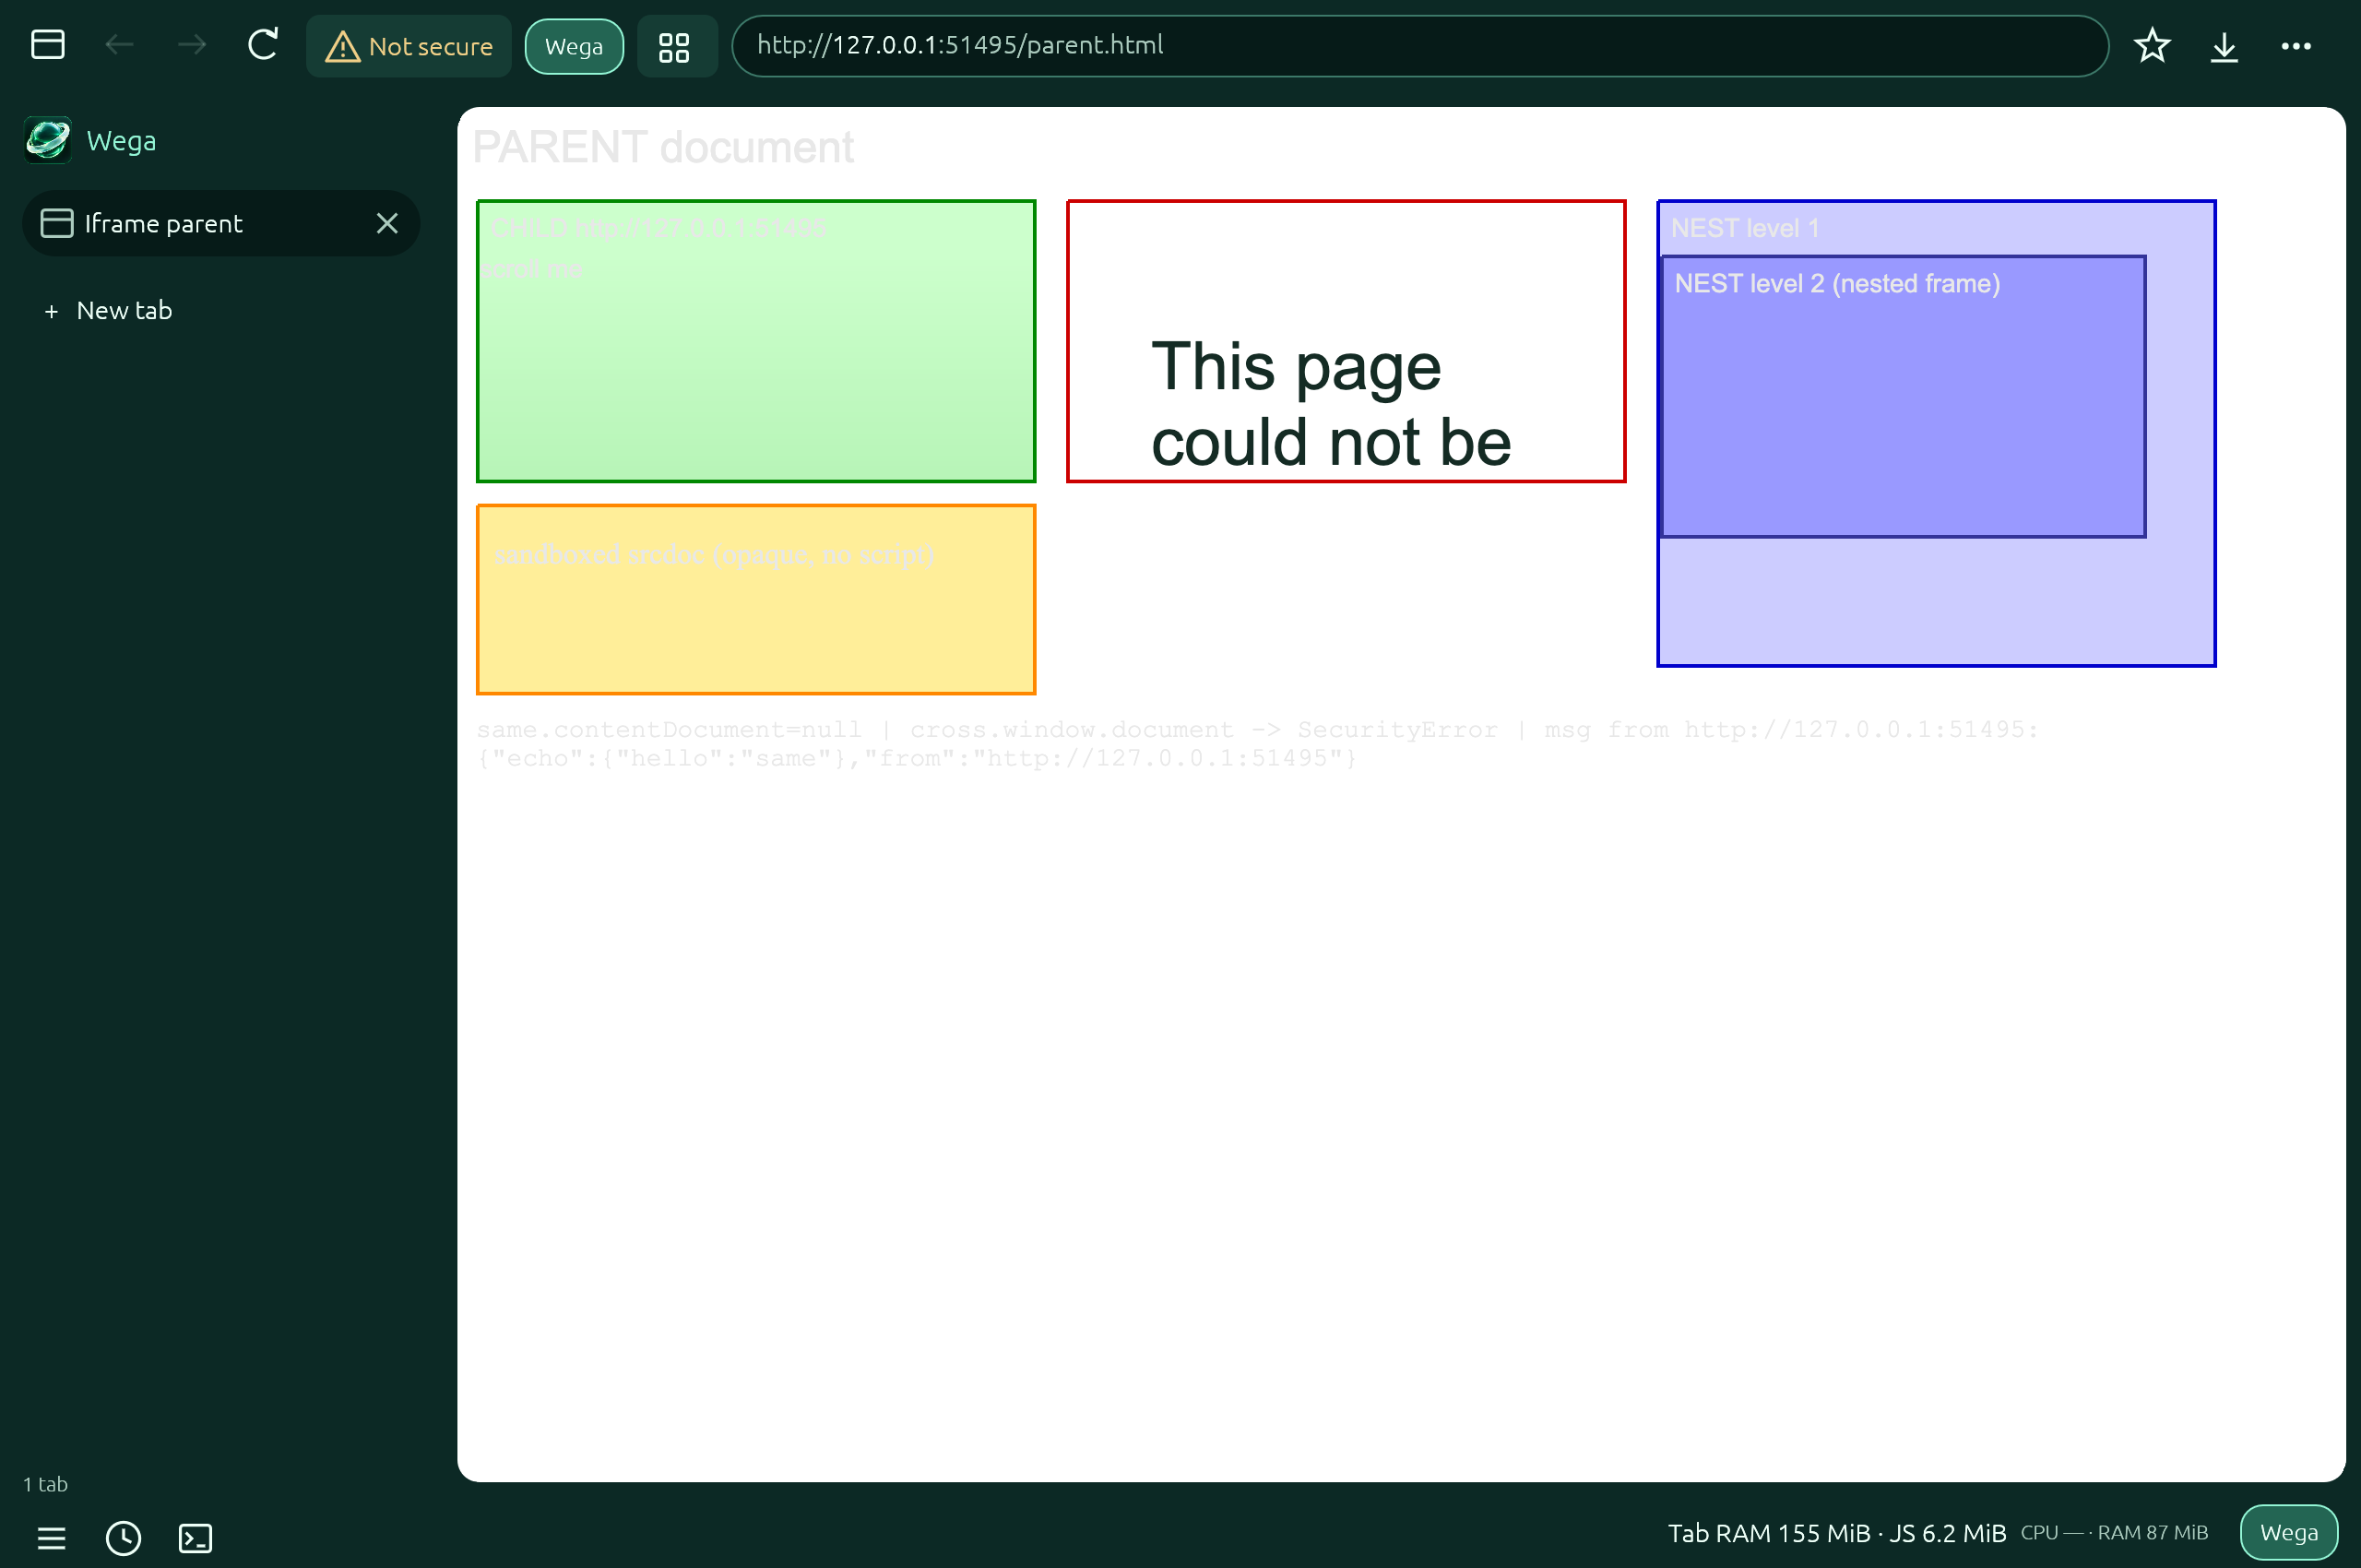 Not secure
Wega
http://127.0.0.1:51495/parent.html
Wega
Iframe parent
+ New tab
PARENT document
CHILD http://127.0.0.1:51495
scroll me
This page
could not be
NEST level 1
NEST level 2 (nested frame)
sandboxed srcdoc (opaque, no script)
same.contentDocument=null | cross.window.document -> SecurityError | msg from http://127.0.0.1:51495:
{"echo":{"hello":"same"},"from":"http://127.0.0.1:51495"}
1 tab
Tab RAM 155 MiB · JS 6.2 MiB CPU — · RAM 87 MiB
Wega